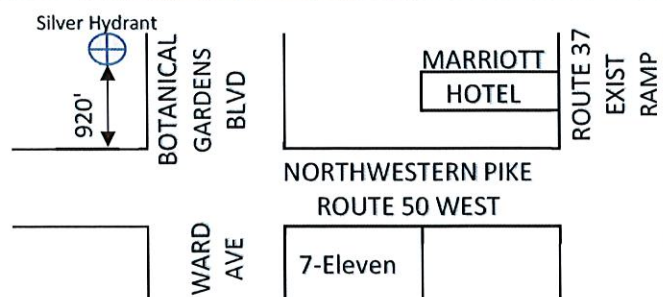 Silver Hydrant
920'
BOTANICAL
GARDENS
BLVD
MARRIOTT
HOTEL
ROUTE 37
EXIST
RAMP
NORTHWESTERN PIKE
ROUTE 50 WEST
WARD
AVE
7-Eleven